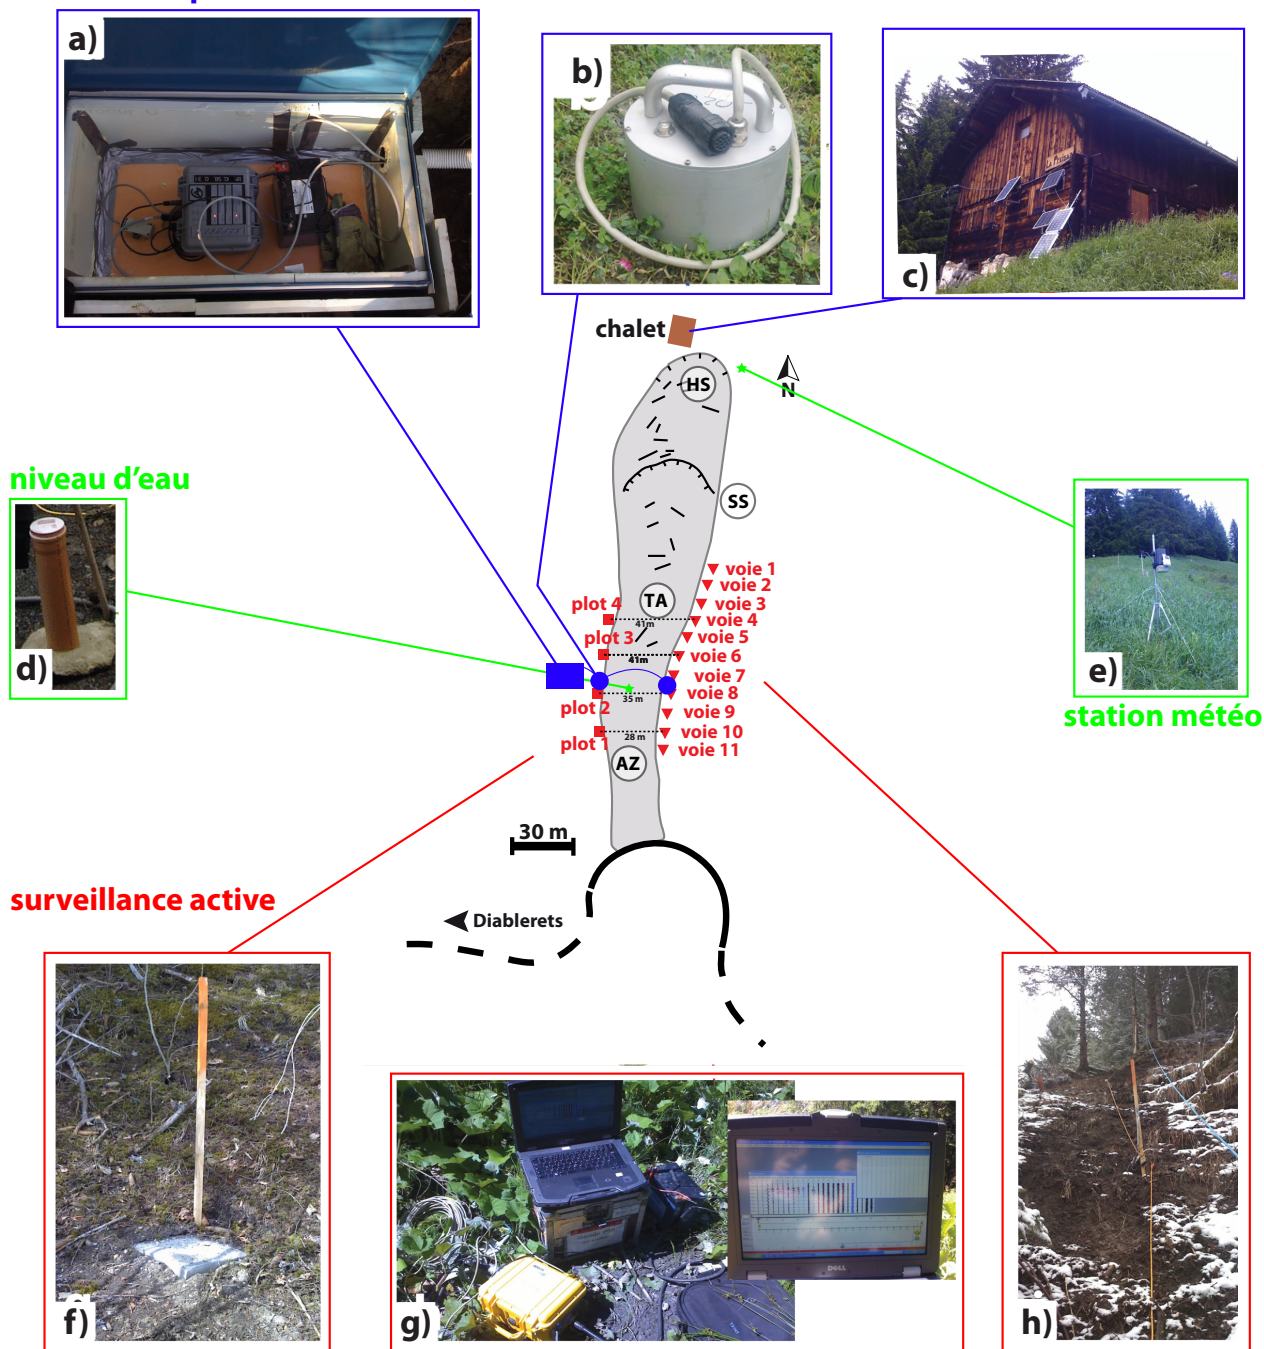 a)
b)
c)
chalet
HS
N
niveau d'eau
SS
d)
e)
station météo
voie 1
voie 2
voie 3
plot 4
TA
voie 4
41m
voie 5
plot 3
voie 6
41m
voie 7
voie 8
35 m
plot 2
voie 9
voie 10
28 m
plot 1
voie 11
AZ
30 m
surveillance active
Diablerets
f)
g)
DELL
h)